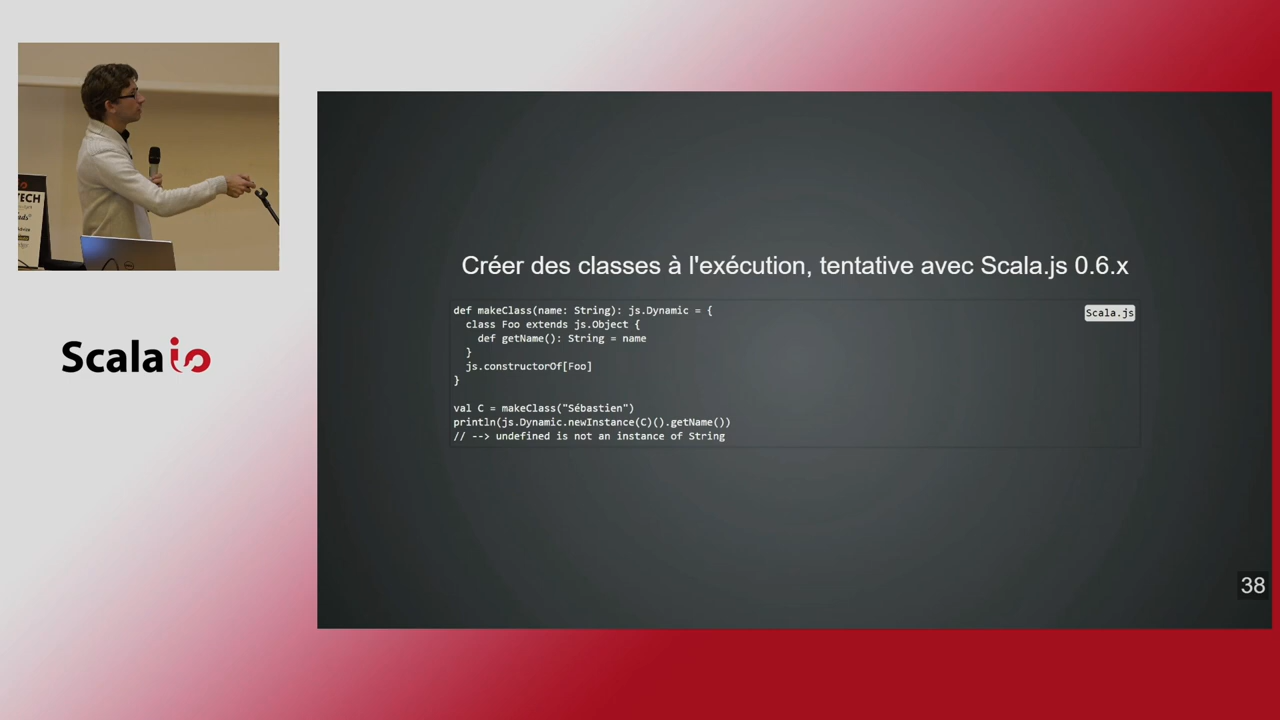 TECH
Scala io
Créer des classes à l'exécution, tentative avec Scala.js 0.6.x
Scala.js
def makeClass(name: String): js.Dynamic = {
  class Foo extends js.Object {
    def getName(): String = name
  }
  js.constructorOf[Foo]
}
val C = makeClass("Sébastien")
println(js.Dynamic.newInstance(C)().getName())
// --> undefined is not an instance of String
38